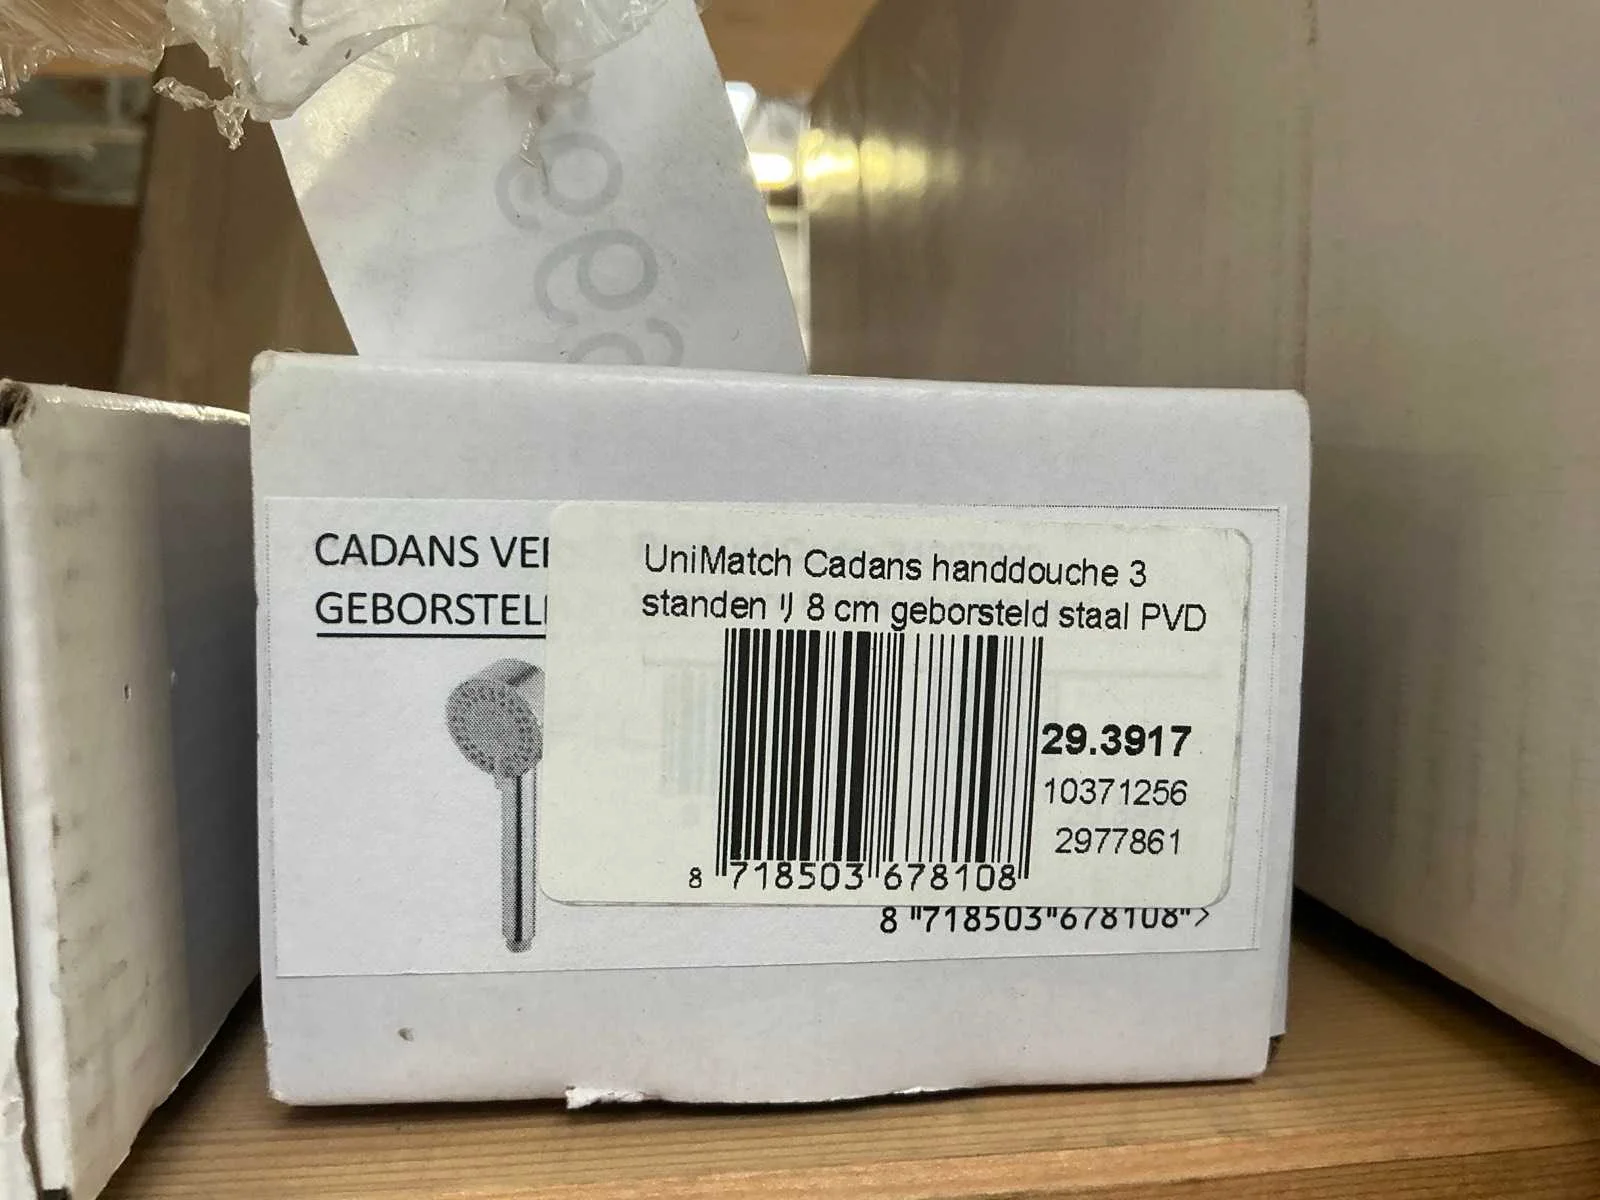 CADANS VE
GEBORSTEL
UniMatch Cadans handdouche 3
standen リ 8 cm geborsteld staal PVD
29.3917
10371256
2977861
8 "718503"678108"
8 "718503"678108">